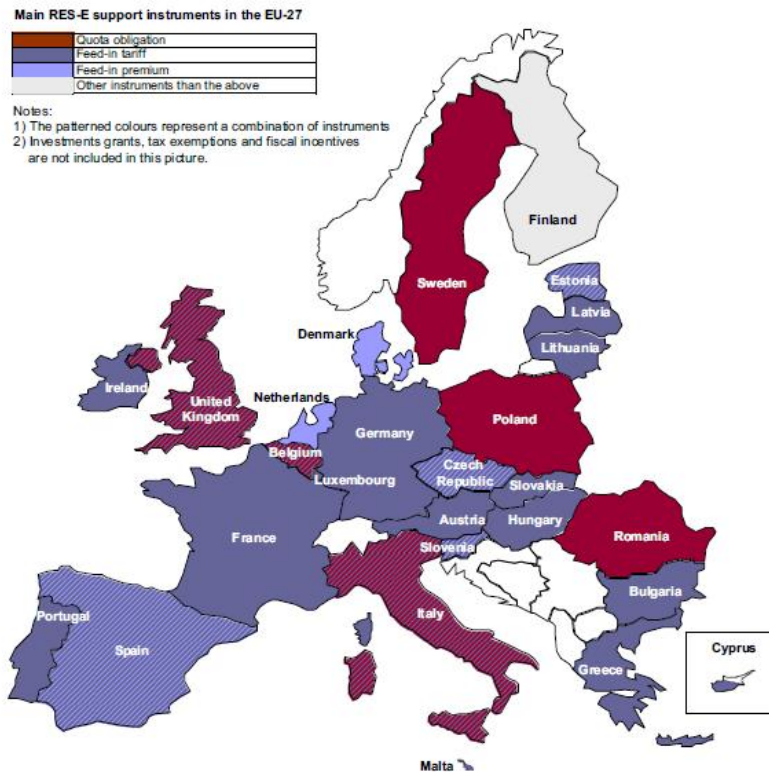 Main RES-E support instruments in the EU-27
Quota obligation
Feed-in tariff
Feed-in premium
Other instruments than the above
Notes:
1) The patterned colours represent a combination of instruments
2) Investments grants, tax exemptions and fiscal incentives
are not included in this picture.
Finland
Sweden
Estonia
Latvia
Lithuania
Denmark
Ireland
United
Kingdom
Netherlands
Belgium
Germany
Poland
Luxembourg
Czech
Republic
Slovakia
Austria
Hungary
France
Slovenia
Romania
Bulgaria
Portugal
Spain
Italy
Greece
Cyprus
Malta